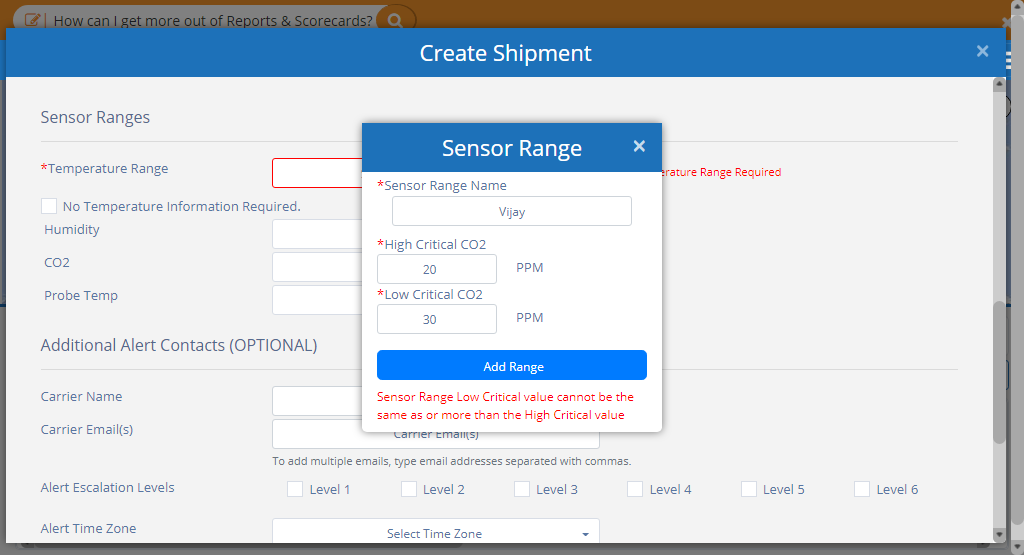 How can I get more out of Reports & Scorecards?
Create Shipment ×
Sensor Ranges
Sensor Range ×
*Temperature Range
erature Range Required
*Sensor Range Name
Vijay
No Temperature Information Required.
Humidity
*High Critical CO2
20 PPM
CO2
*Low Critical CO2
Probe Temp
30 PPM
Additional Alert Contacts (OPTIONAL)
Add Range
Sensor Range Low Critical value cannot be the
same as or more than the High Critical value
Carrier Name
Carrier Email(s)
Carrier Email(s)
To add multiple emails, type email addresses separated with commas.
Alert Escalation Levels Level 1 Level 2 Level 3 Level 4 Level 5 Level 6
Alert Time Zone
Select Time Zone